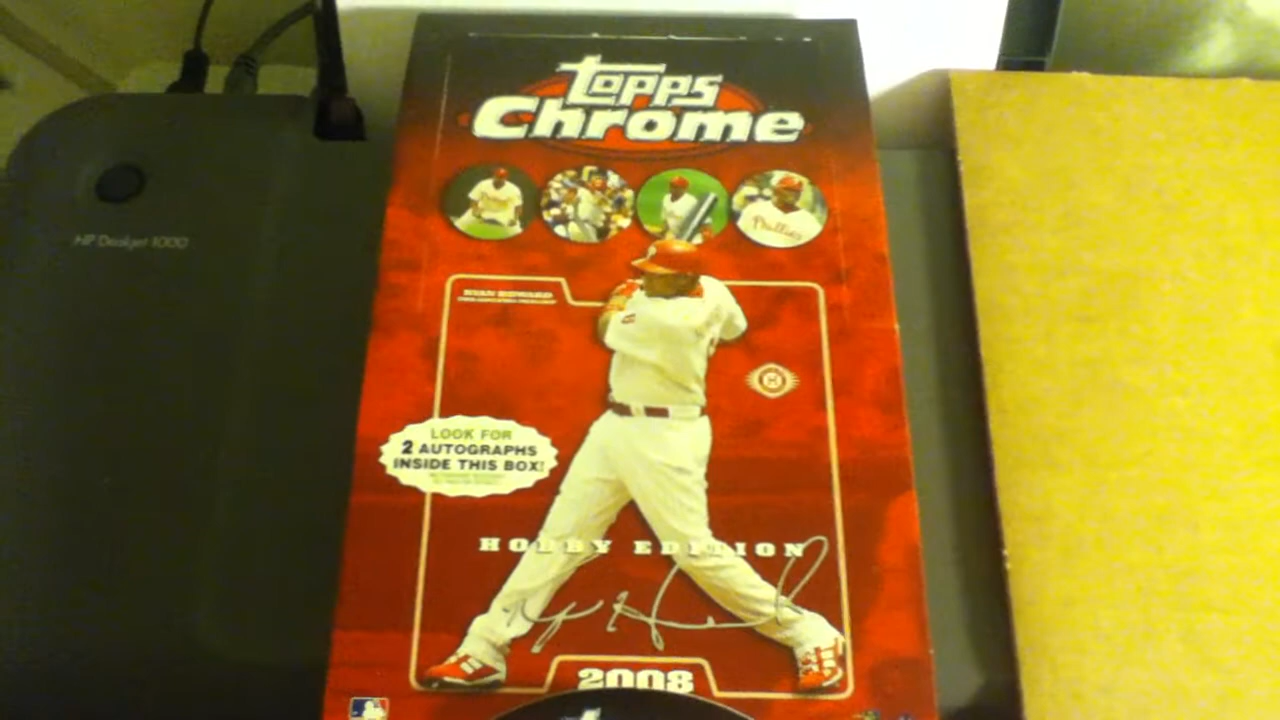 HP Deskjet 1000
Topps
Chrome
Phillies
RYAN HOWARD
H
LOOK FOR
2 AUTOGRAPHS
INSIDE THIS BOX!
HOBBY EDITION
2008